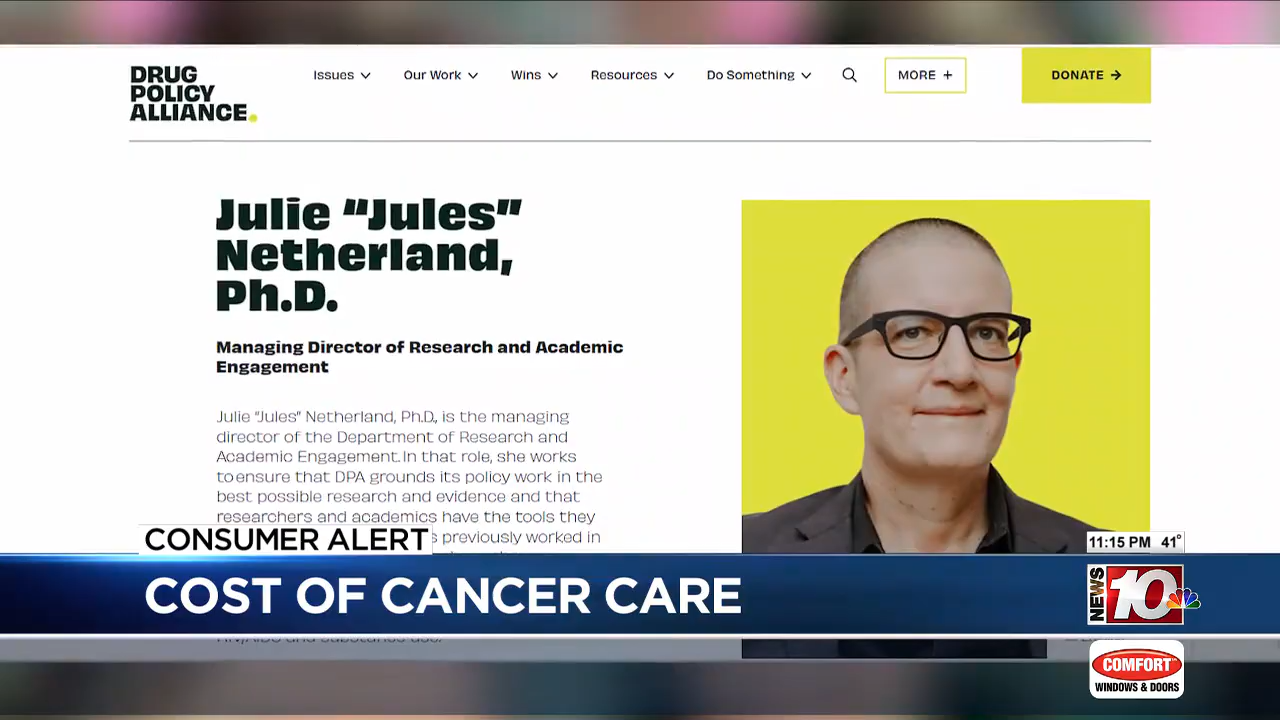 DRUG
POLICY
ALLIANCE.
Issues
Our Work
Wins
Resources
Do Something
MORE +
DONATE →
Julie “Jules”
Netherland,
Ph.D.
Managing Director of Research and Academic
Engagement
Julie “Jules” Netherland, Ph.D., is the managing
director of the Department of Research and
Academic Engagement. In that role, she works
to ensure that DPA grounds its policy work in the
best possible research and evidence and that
researchers and academics have the tools they
previously worked in
CONSUMER ALERT
COST OF CANCER CARE
11:15 PM 41°
NEWS
10
COMFORT
WINDOWS & DOORS